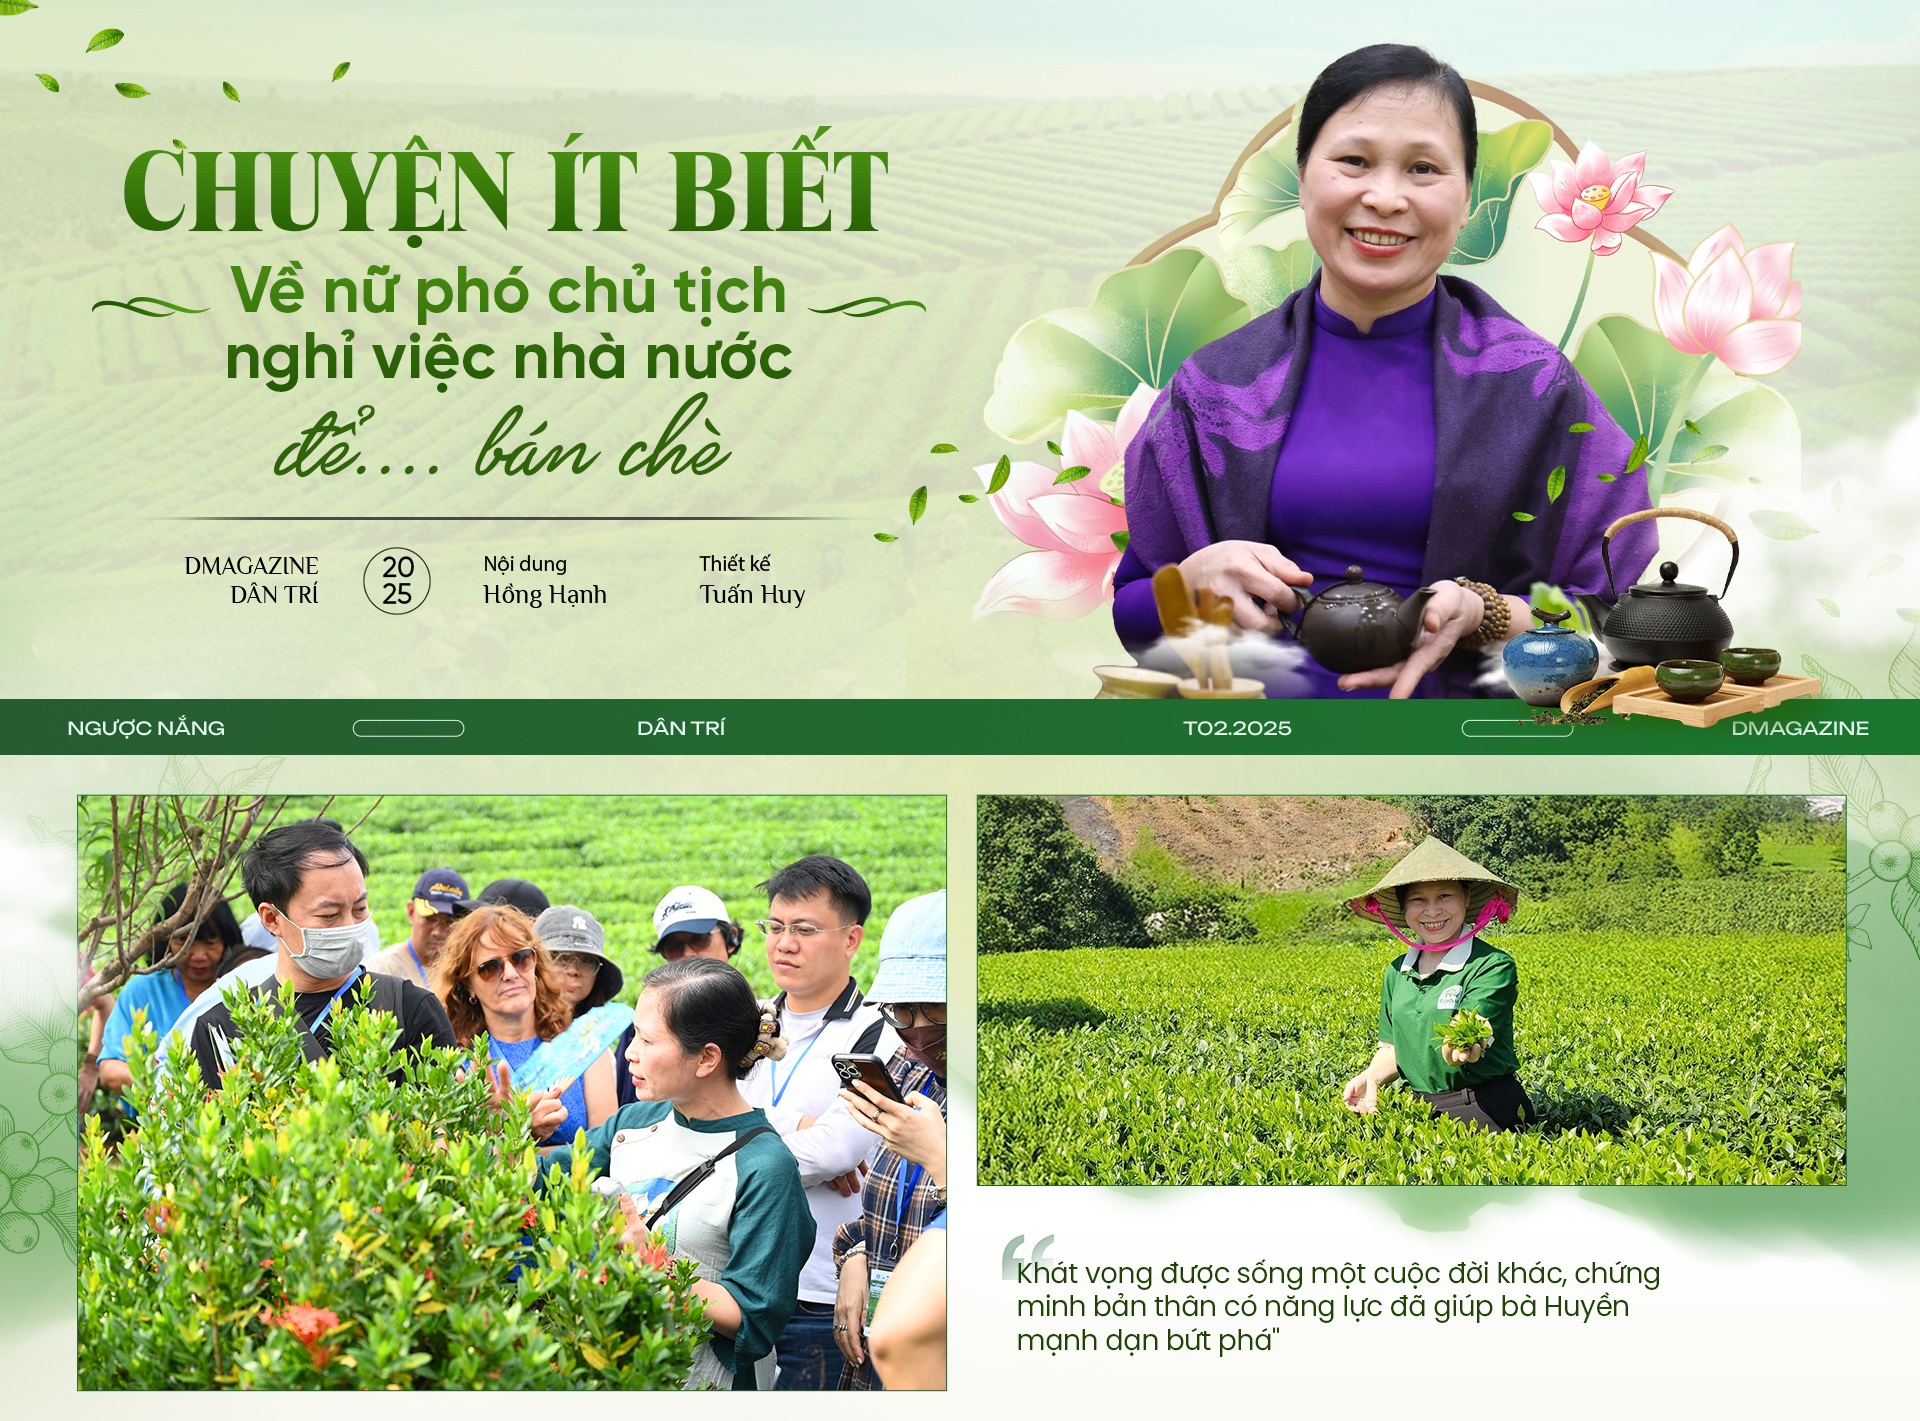 CHUYỆN ÍT BIẾT
Về nữ phó chủ tịch
nghỉ việc nhà nước
để.... bán chè
DMAGAZINE
DÂN TRÍ
20
25
Nội dung
Hồng Hạnh
Thiết kế
Tuấn Huy
NGƯỢC NẮNG
DÂN TRÍ
T02.2025
DMAGAZINE
“Khát vọng được sống một cuộc đời khác, chứng
minh bản thân có năng lực đã giúp bà Huyền
mạnh dạn bứt phá"